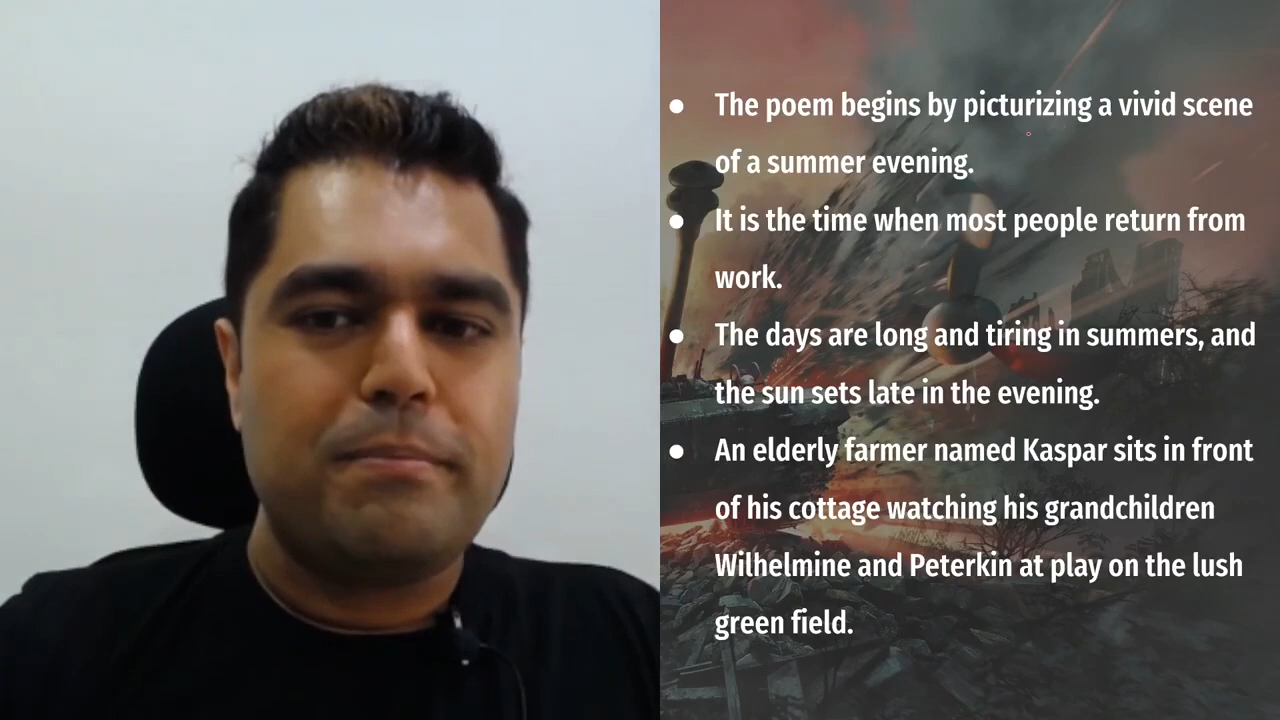 ● The poem begins by picturizing a vivid scene
of a summer evening.
● It is the time when most people return from
work.
● The days are long and tiring in summers, and
the sun sets late in the evening.
● An elderly farmer named Kaspar sits in front
of his cottage watching his grandchildren
Wilhelmine and Peterkin at play on the lush
green field.